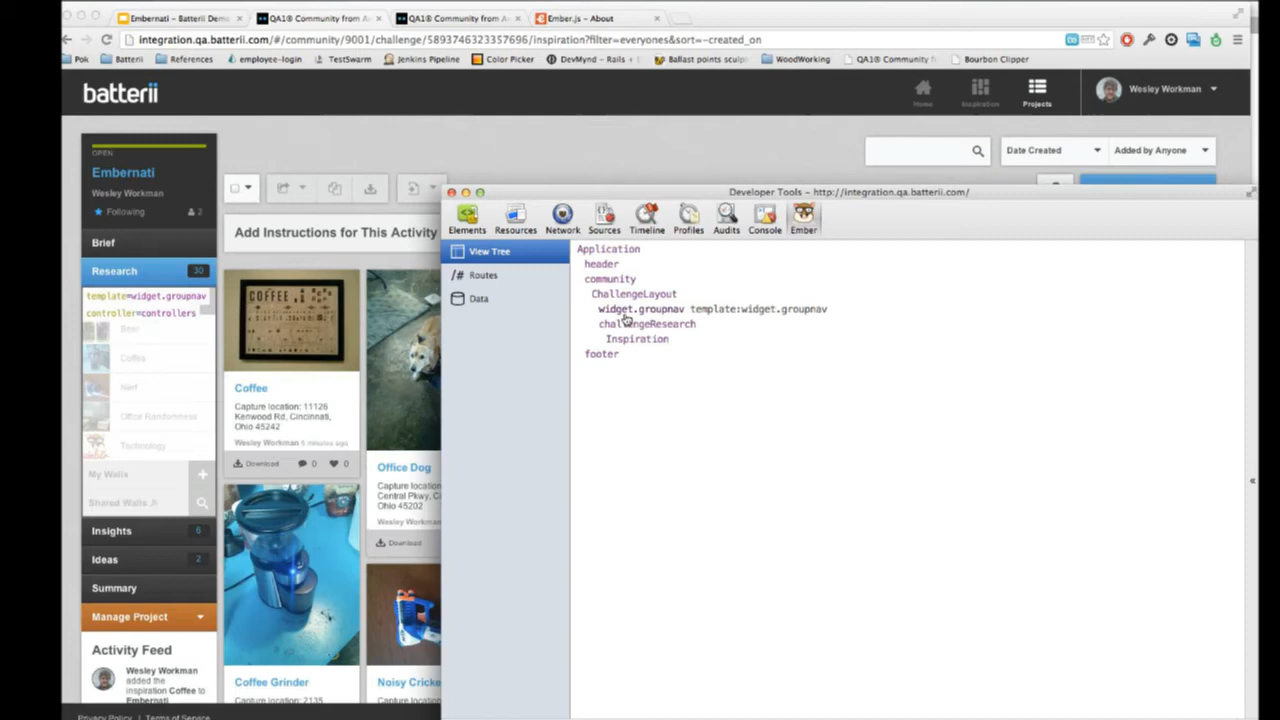 Embernati – Batterii Demo
QA1® Community from A
QA1® Community from A
Ember.js - About
integration.qa.batterii.com/#/community/9001/challenge/5893746323357696/inspiration?filter=everyones&sort=-created_on
Pok
Batterii
References
employee-login
TestSwarm
Jenkins Pipeline
Color Picker
DevMynd - Rails +
Ballast points sculp
WoodWorking
QA1® Community
Bourbon Clipper
batterii
Home
Inspiration
Projects
Wesley Workman
OPEN
Embernati
Wesley Workman
Following
2
Date Created
Added by Anyone
Brief
Research
30
template=widget.groupnav
controller=controllers
Beer
Coffee
Nerf
Office Randomness
Technology
My Walls
Shared Walls
Insights
6
Ideas
2
Summary
Manage Project
Activity Feed
Wesley Workman
added the
inspiration Coffee to
Embernati
Privacy Policy | Terms of Service
Add Instructions for This Activity
COFFEE
Coffee
Capture location: 11126
Kenwood Rd, Cincinnati,
Ohio 45242
Wesley Workman 5 minutes ago
Download
0
0
Coffee Grinder
Capture location: 2135
Office Dog
Capture location
Central Pkwy, C
Ohio 45202
Wesley Workman
Download
Noisy Cricke
Capture location
Developer Tools - http://integration.qa.batterii.com/
Elements
Resources
Network
Sources
Timeline
Profiles
Audits
Console
Ember
View Tree
/# Routes
Data
Application
header
community
ChallengeLayout
widget.groupnav template:widget.groupnav
challengeResearch
Inspiration
footer